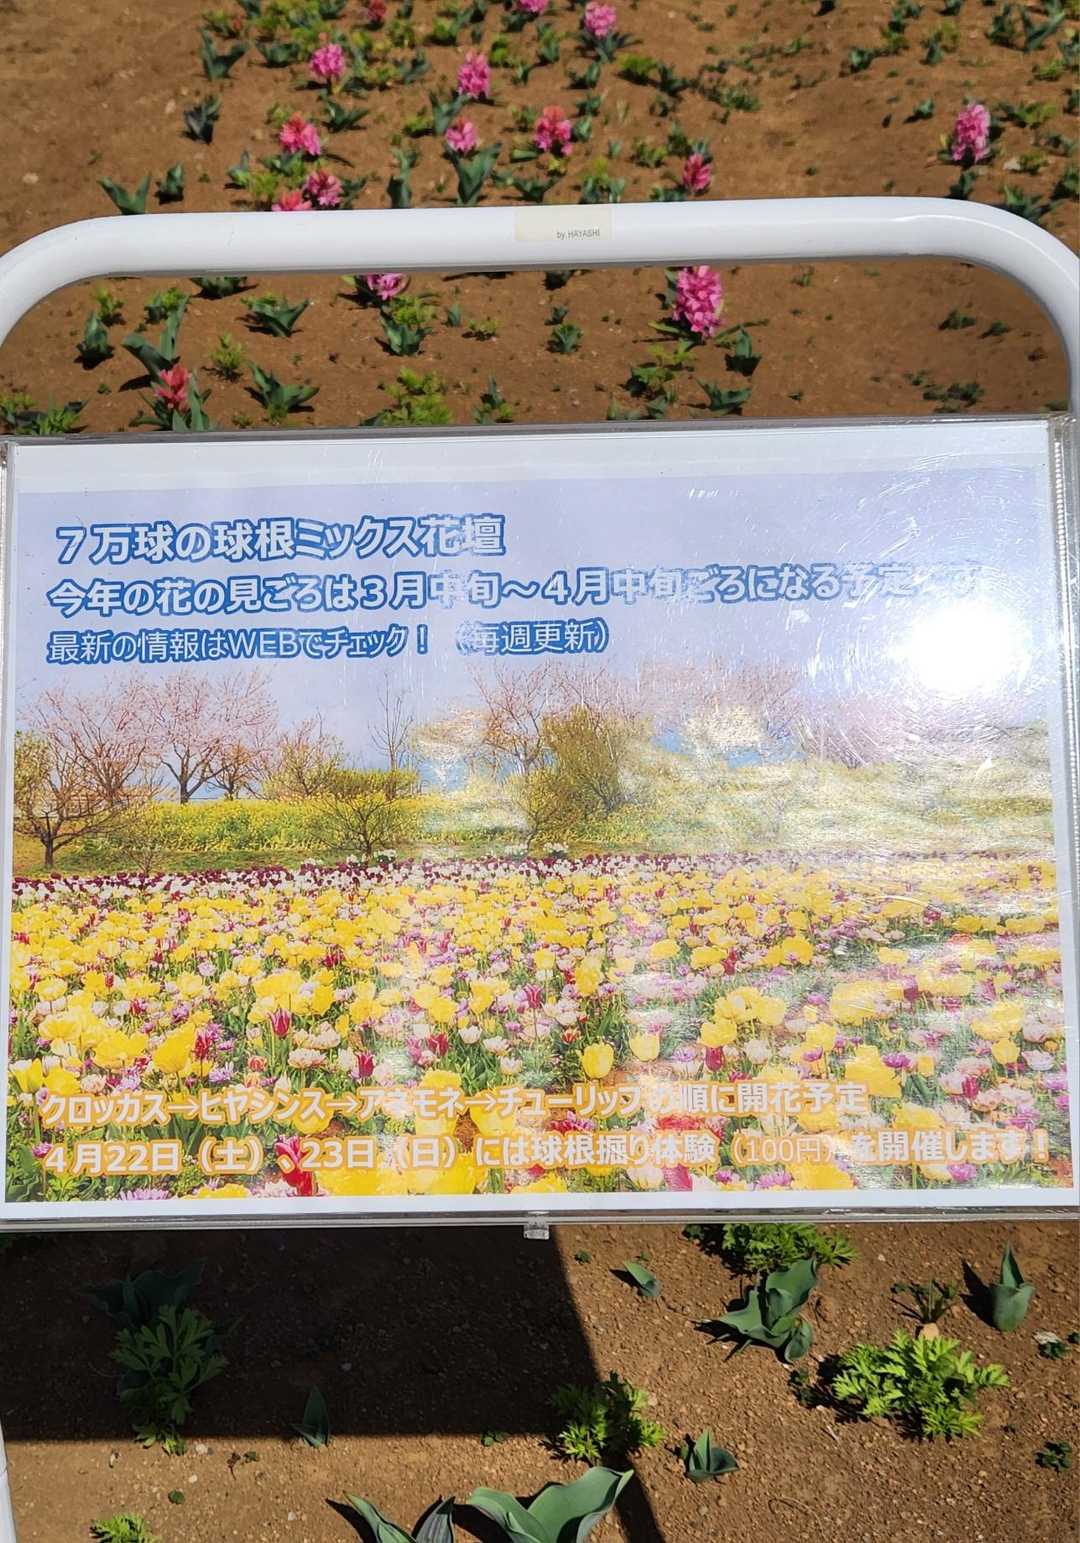 by.HAYASHI
７万球の球根ミックス花壇
今年の花の見ごろは３月中旬～４月中旬ごろになる予定です
最新の情報はWEBでチェック！（毎週更新）
クロッカス→ヒヤシンス→アネモネ→チューリップの順に開花予定
４月22日（土）、23日（日）には球根掘り体験（100円）を開催します！